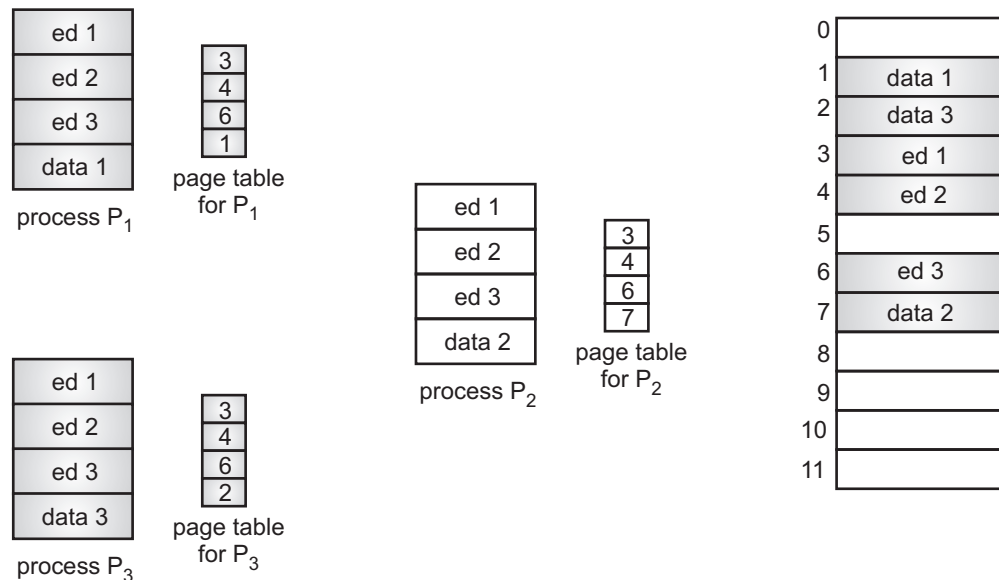 ed 1
ed 2
ed 3
data 1
process P1
3
4
6
1
page table
for P1
ed 1
ed 2
ed 3
data 2
process P2
3
4
6
7
page table
for P2
ed 1
ed 2
ed 3
data 3
process P3
3
4
6
2
page table
for P3
0
1 data 1
2 data 3
3 ed 1
4 ed 2
5
6 ed 3
7 data 2
8
9
10
11